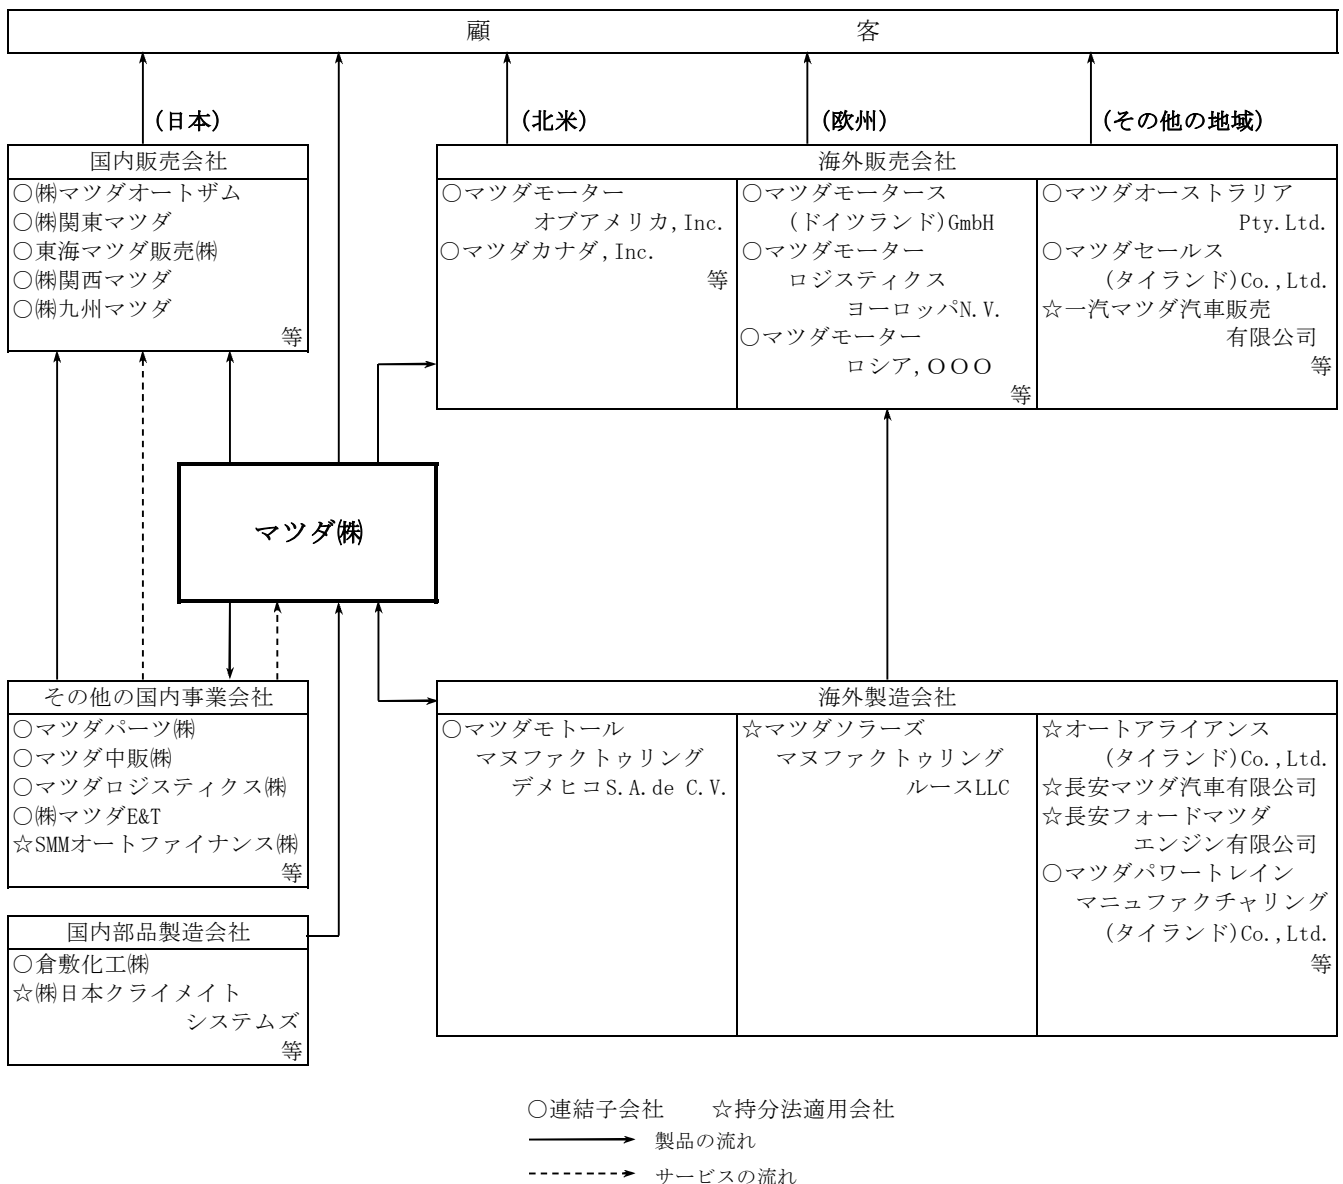 顧客
(日本)
(北米)
(欧州)
(その他の地域)
国内販売会社
○㈱マツダオートザム
○㈱関東マツダ
○東海マツダ販売㈱
○㈱関西マツダ
○㈱九州マツダ
等
海外販売会社
○マツダモーター
オブアメリカ,Inc.
○マツダカナダ,Inc.
等
○マツダモータース
(ドイツランド)GmbH
○マツダモーター
ロジスティクス
ヨーロッパN.V.
○マツダモーター
ロシア,OOO
等
○マツダオーストラリア
Pty.Ltd.
○マツダセールス
(タイランド)Co.,Ltd.
☆一汽マツダ汽車販売
有限公司
等
マツダ㈱
その他の国内事業会社
○マツダパーツ㈱
○マツダ中販㈱
○マツダロジスティクス㈱
○㈱マツダE&T
☆SMMオートファイナンス㈱
等
国内部品製造会社
○倉敷化工㈱
☆㈱日本クライメイト
システムズ
等
海外製造会社
○マツダモトール
マヌファクトゥリング
デメヒコS.A.de C.V.
☆マツダソラーズ
マヌファクトゥリング
ルースLLC
☆オートアライアンス
(タイランド)Co.,Ltd.
☆長安マツダ汽車有限公司
☆長安フォードマツダ
エンジン有限公司
○マツダパワートレイン
マニュファクチャリング
(タイランド)Co.,Ltd.
等
○連結子会社 ☆持分法適用会社
製品の流れ
サービスの流れ